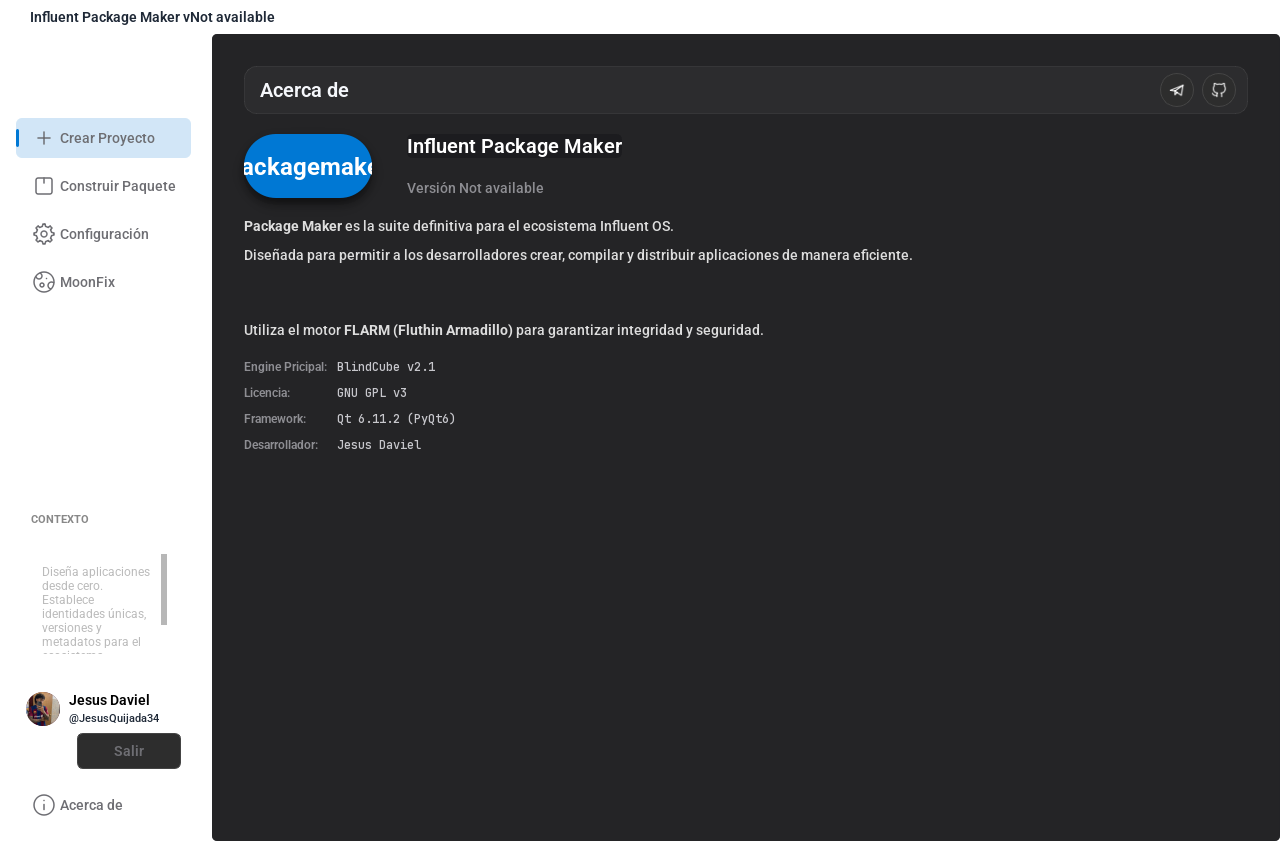 Influent Package Maker vNot available
Crear Proyecto
Construir Paquete
Configuración
MoonFix
CONTEXTO
Diseña aplicaciones
desde cero.
Establece
identidades únicas,
versiones y
metadatos para el
Jesus Daviel
@JesusQuijada34
Salir
Acerca de
Acerca de
ackagemake
Influent Package Maker
Versión Not available
Package Maker es la suite definitiva para el ecosistema Influent OS.
Diseñada para permitir a los desarrolladores crear, compilar y distribuir aplicaciones de manera eficiente.
Utiliza el motor FLARM (Fluthin Armadillo) para garantizar integridad y seguridad.
Engine Pricipal: BlindCube v2.1
Licencia: GNU GPL v3
Framework: Qt 6.11.2 (PyQt6)
Desarrollador: Jesus Daviel